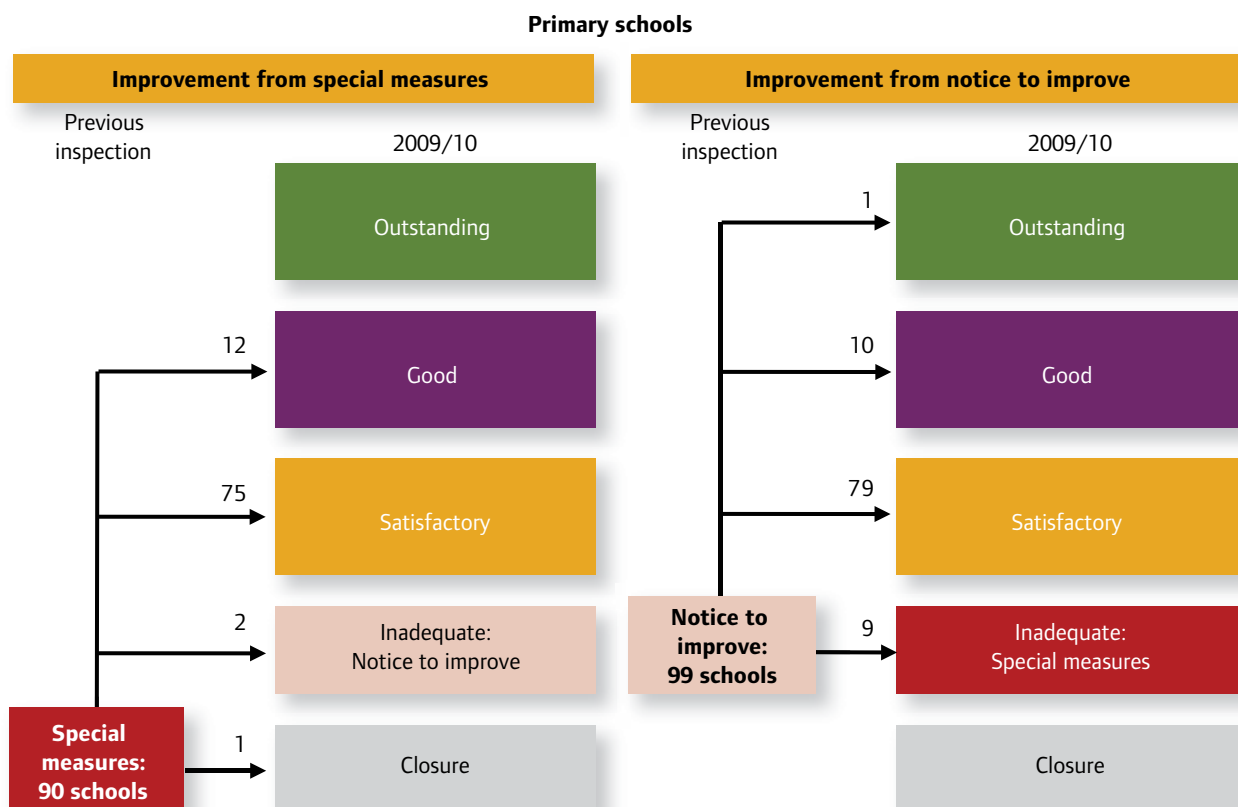 Primary schools
Improvement from special measures
Previous
inspection
2009/10
Outstanding
12
Good
75
Satisfactory
2
Inadequate:
Notice to improve
Special
measures:
90 schools
1
Closure
Improvement from notice to improve
Previous
inspection
2009/10
1
Outstanding
10
Good
79
Satisfactory
Notice to
improve:
99 schools
9
Inadequate:
Special measures
Closure